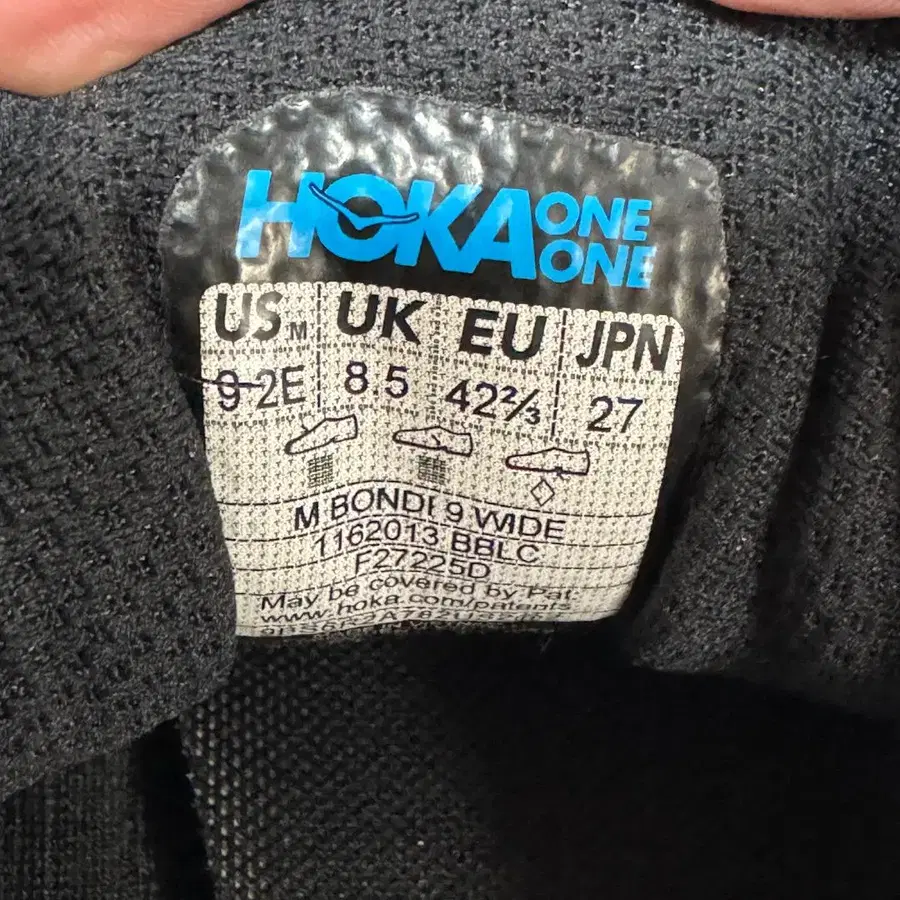 HOKA ONE ONE
US M UK EU JPN
9 2E 8.5 42⅔ 27
M BONDI 9 WIDE
1162013 BBLC
F27225D
May be covered by Pat:
www.hoka.com/patents